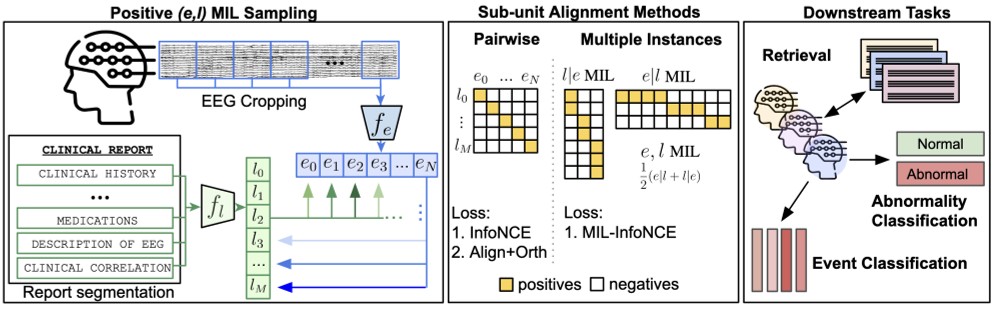 Positive (e,l) MIL Sampling
EEG Cropping
...
f_e
CLINICAL REPORT
CLINICAL HISTORY
...
MEDICATIONS
DESCRIPTION OF EEG
CLINICAL CORRELATION
Report segmentation
f_l
l_0
l_1
l_2
l_3
...
l_M
e_0 e_1 e_2 e_3 ... e_N
...
⋮
Sub-unit Alignment Methods
Pairwise
e_0 ... e_N
l_0
⋮
l_M
Multiple Instances
l|e MIL
e|l MIL
e, l MIL
1/2(e|l + l|e)
Loss:
1. InfoNCE
2. Align+Orth
Loss:
1. MIL-InfoNCE
positives
negatives
Downstream Tasks
Retrieval
Normal
Abnormal
Abnormality
Classification
Event Classification